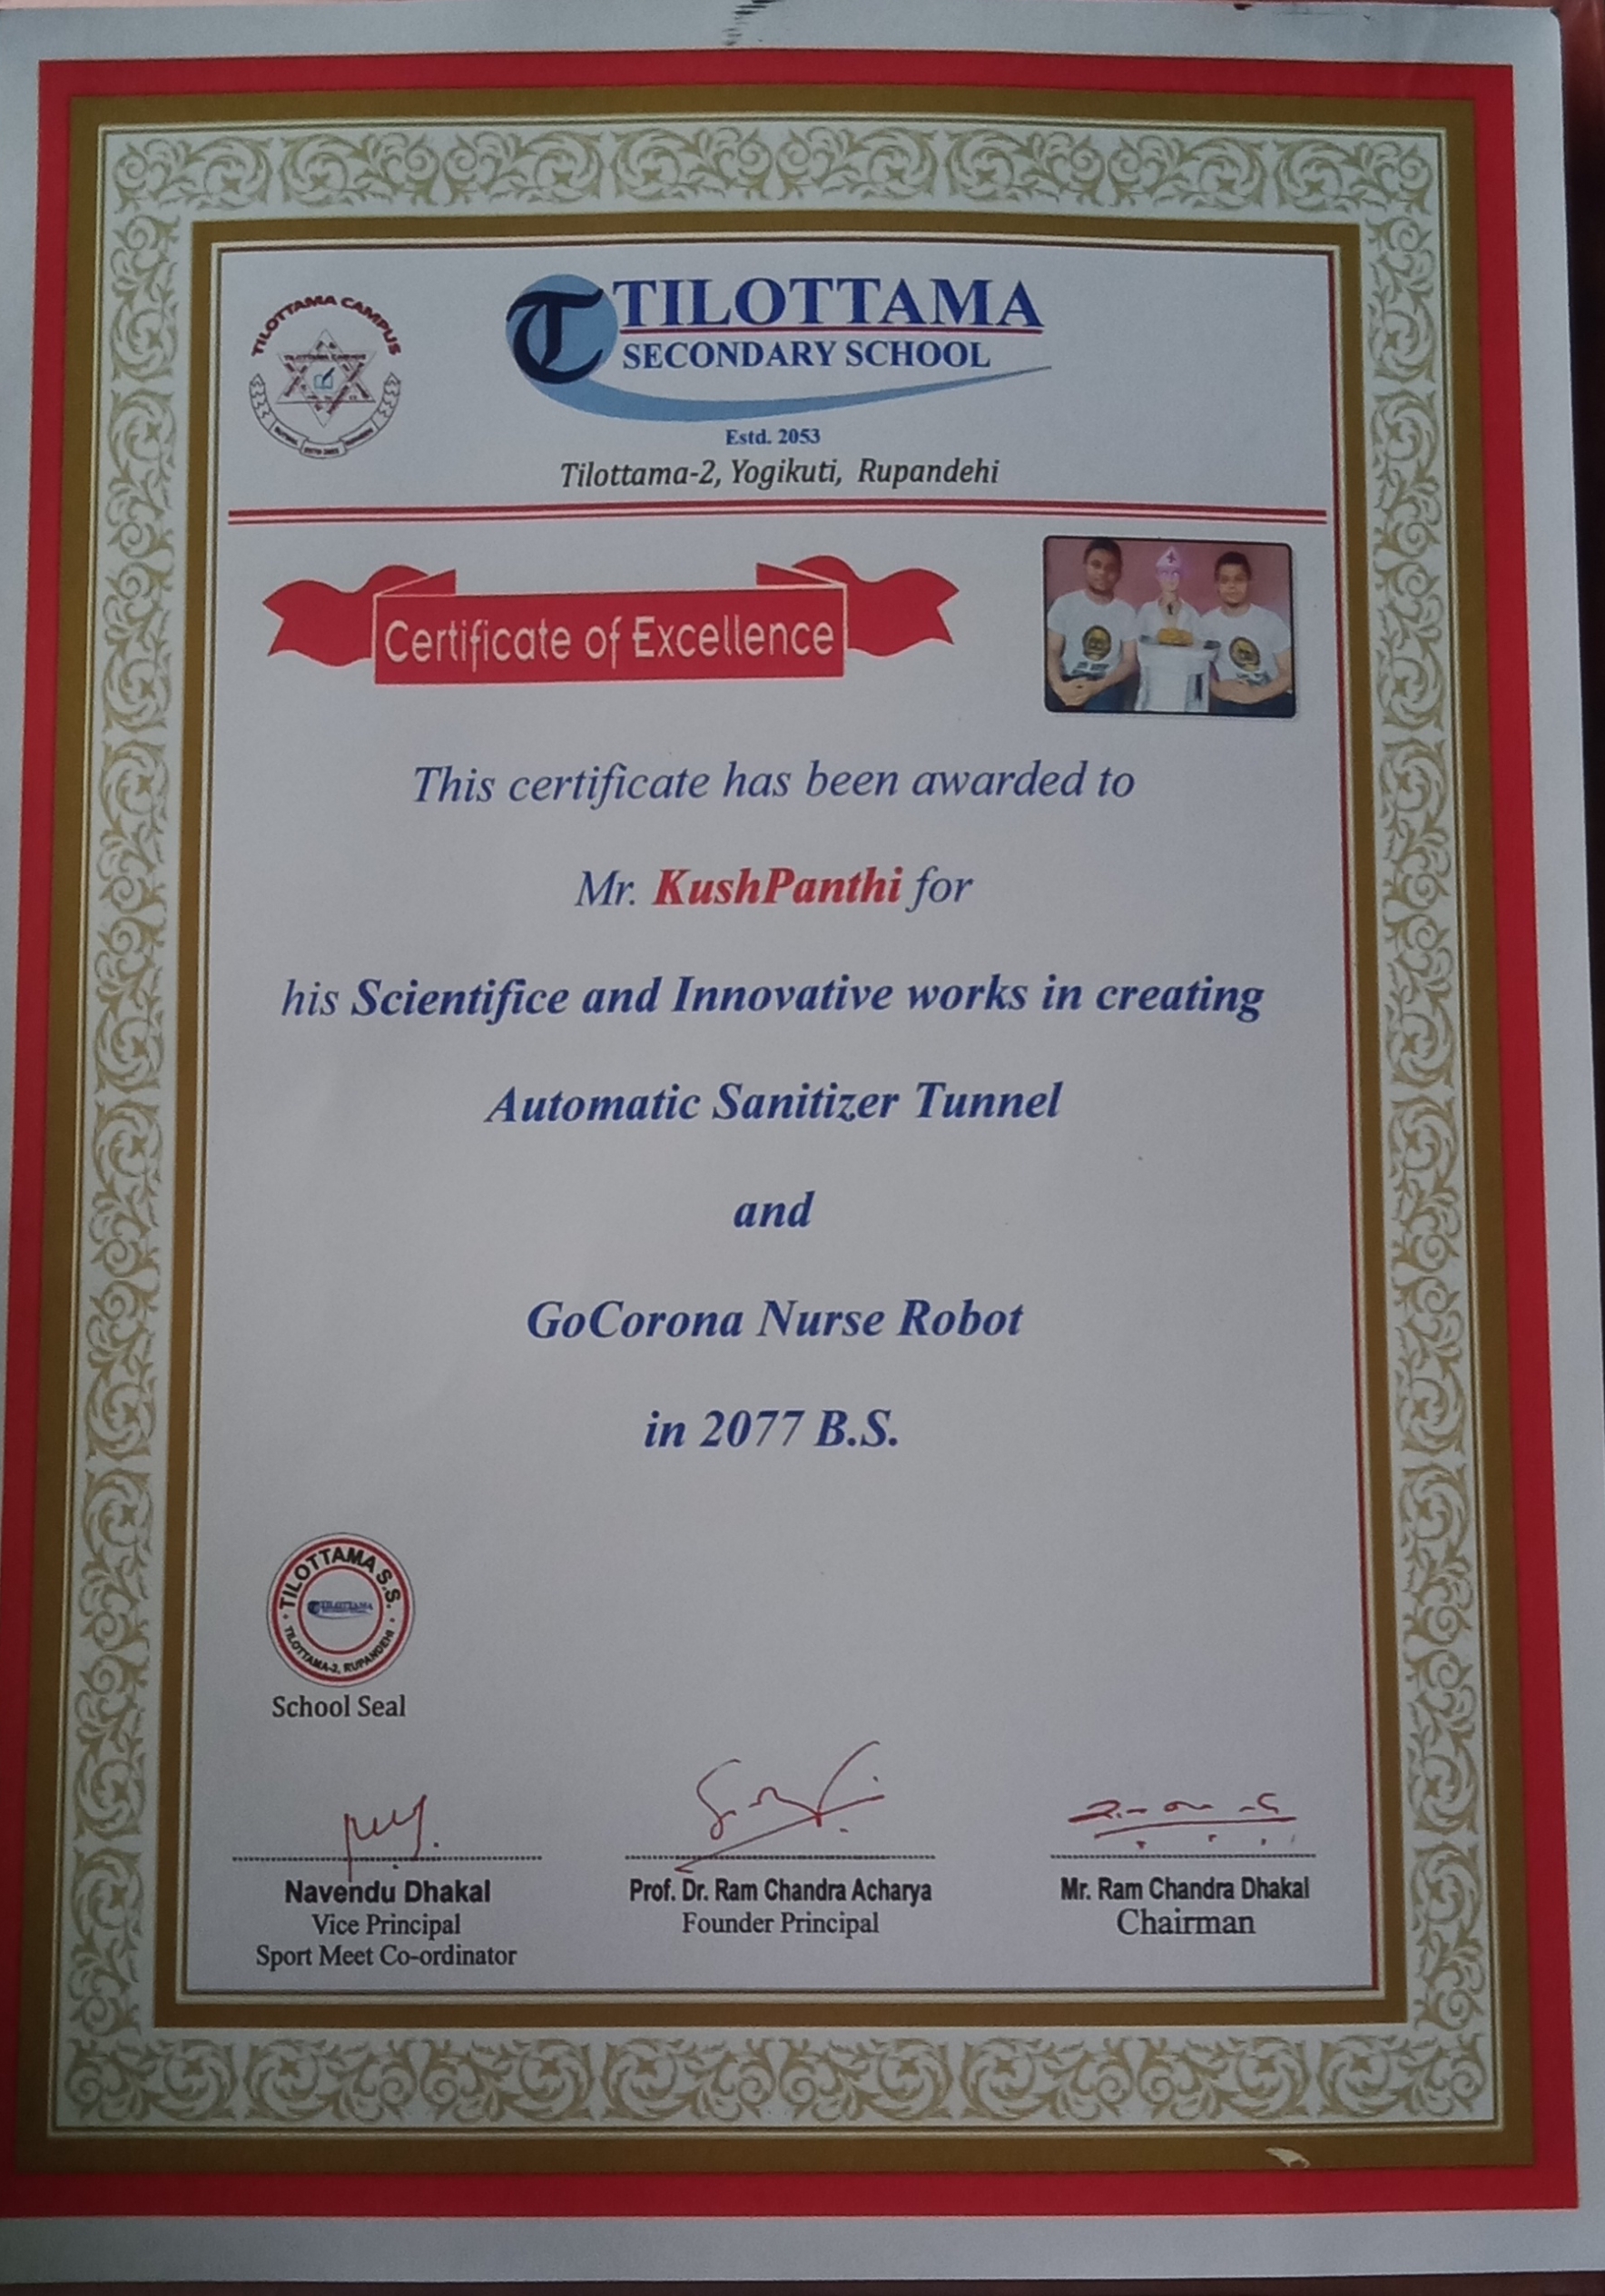 TILOTTAMA CAMPUS
TILOTTAMA CAMPUS
TILOTTAMA
SECONDARY SCHOOL
Estd. 2053
Tilottama-2, Yogikuti, Rupandehi
Certificate of Excellence
This certificate has been awarded to
Mr. KushPanthi for
his Scientifice and Innovative works in creating
Automatic Sanitizer Tunnel
and
GoCorona Nurse Robot
in 2077 B.S.
TILOTTAMA S.S.
TILOTTAMA
TILOTTAMA-2, RUPANDEHI
School Seal
Navendu Dhakal
Vice Principal
Sport Meet Co-ordinator
Prof. Dr. Ram Chandra Acharya
Founder Principal
Mr. Ram Chandra Dhakal
Chairman